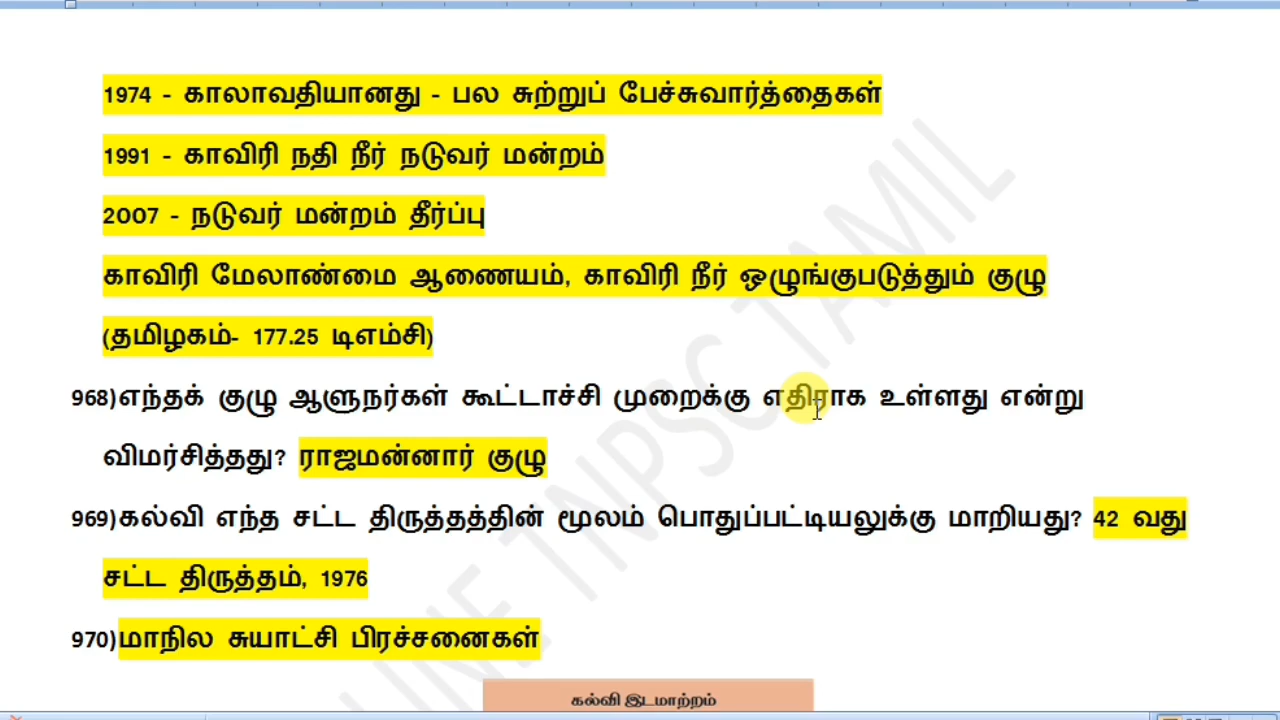 1974 - காலாவதியானது - பல சுற்றுப் பேச்சுவார்த்தைகள்
1991 - காவிரி நதி நீர் நடுவர் மன்றம்
2007 - நடுவர் மன்றம் தீர்ப்பு
காவிரி மேலாண்மை ஆணையம், காவிரி நீர் ஒழுங்குபடுத்தும் குழு
(தமிழகம்- 177.25 டிஎம்சி)
968)எந்தக் குழு ஆளுநர்கள் கூட்டாச்சி முறைக்கு எதிராக உள்ளது என்று
விமர்சித்தது? ராஜமன்னார் குழு
969)கல்வி எந்த சட்ட திருத்தத்தின் மூலம் பொதுப்பட்டியலுக்கு மாறியது? 42 வது
சட்ட திருத்தம், 1976
970)மாநில சுயாட்சி பிரச்சனைகள்
கல்வி இடமாற்றம்
LINE TNPSC TAMIL